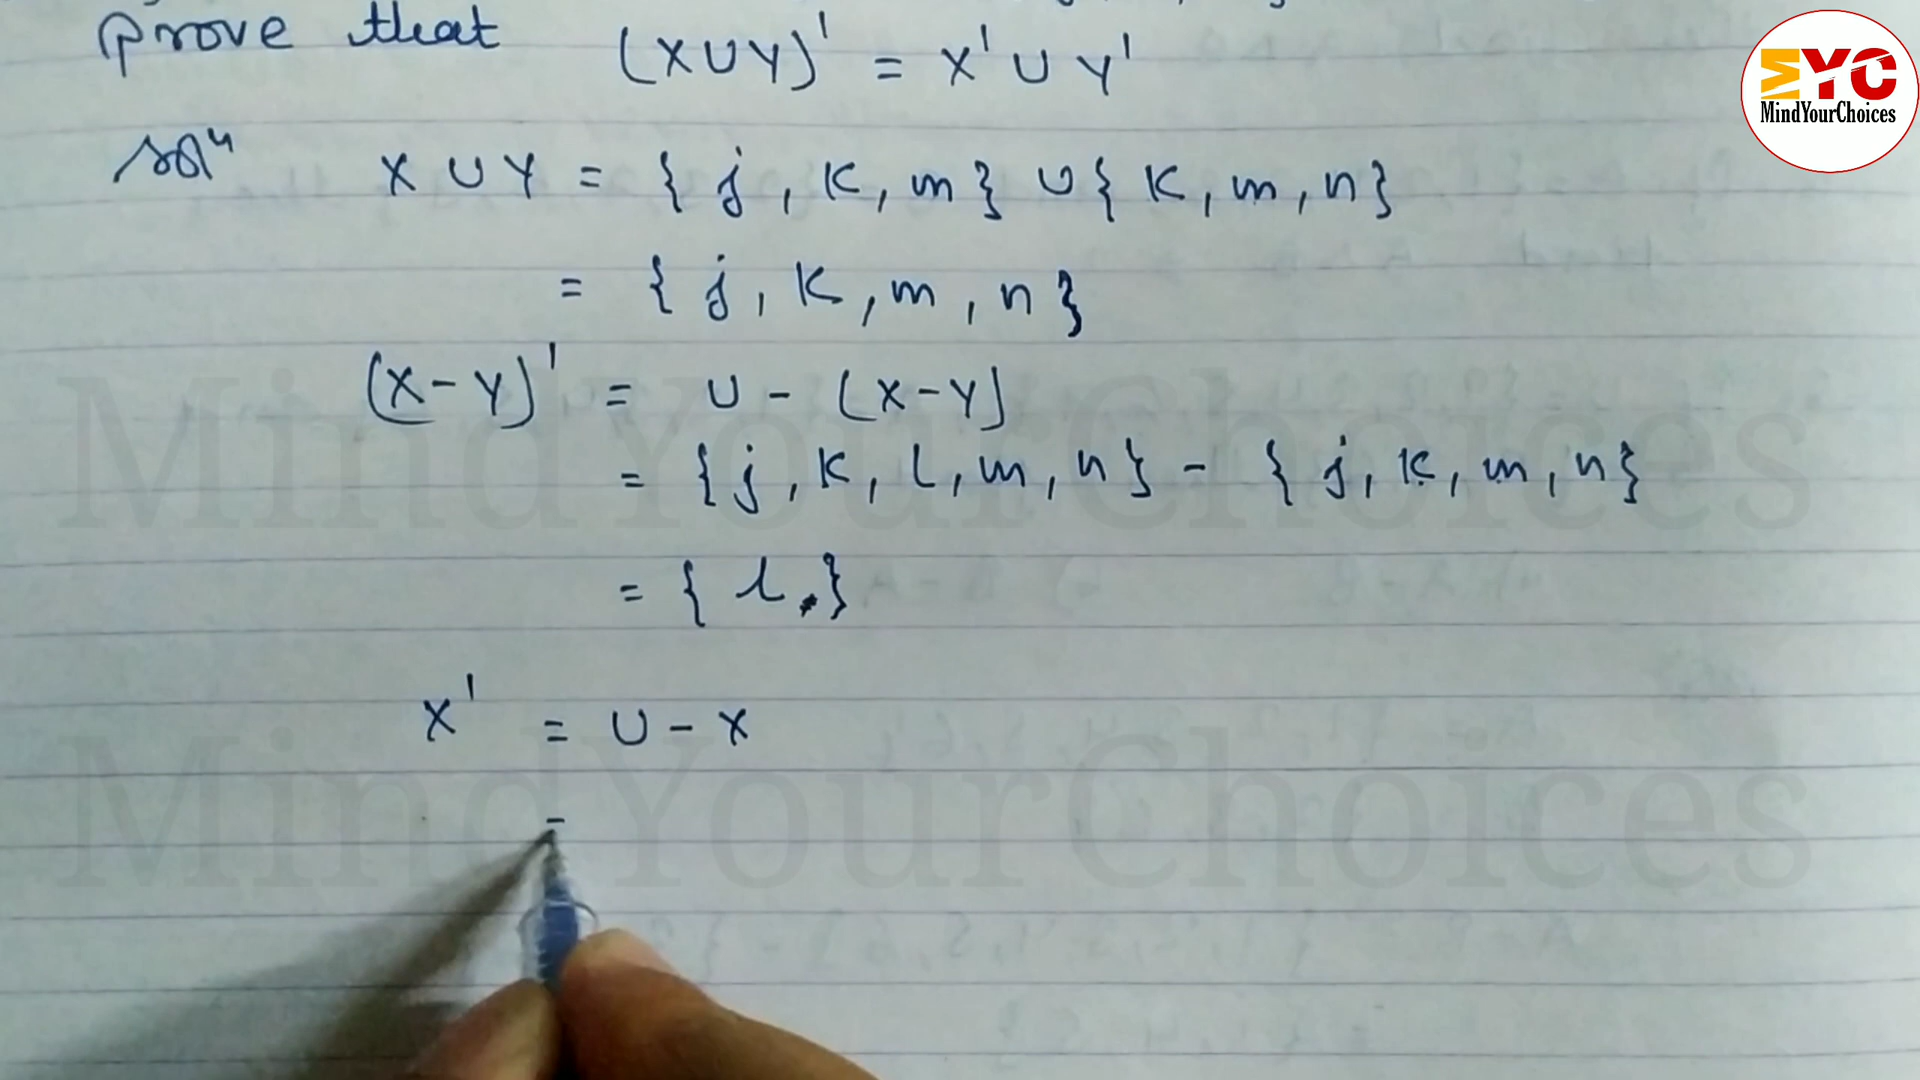 prove that (X∪Y)' = X' ∪ Y'
MYC
MindYourChoices
solⁿ X ∪ Y = { j, k, m} ∪ { k, m, n}
= { j, k, m, n }
(X - Y)' = U - (X - Y)
= { j, k, l, m, n} - { j, k, m, n}
MindYourChoices
= { l }
X' = U - X
MindYourChoices
=